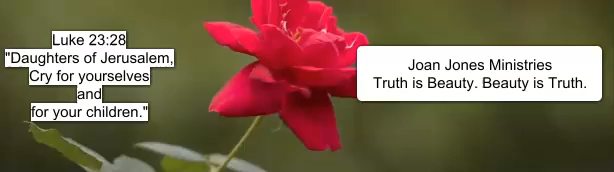 Luke 23:28
"Daughters of Jerusalem,
Cry for yourselves
and
for your children."
Joan Jones Ministries
Truth is Beauty. Beauty is Truth.